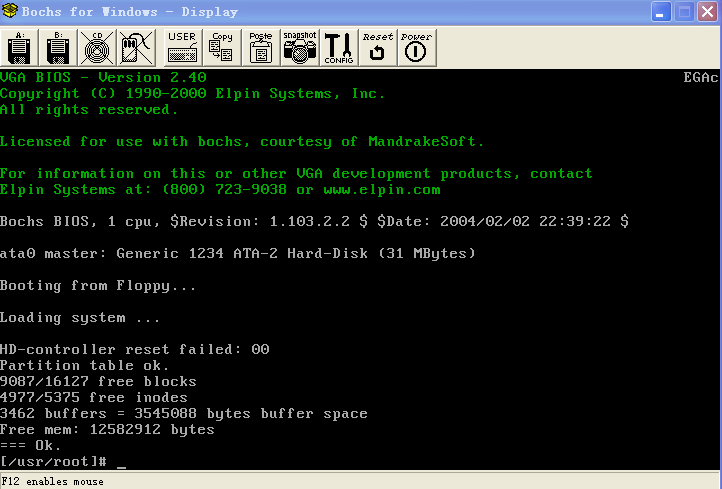 Bochs for Windows - Display
A: B: CD USER Copy Poste snapshot CONFIG Reset Power
VGA BIOS - Version 2.40 EGAc
Copyright (C) 1990-2000 Elpin Systems, Inc.
All rights reserved.
Licensed for use with bochs, courtesy of MandrakeSoft.
For information on this or other VGA development products, contact
Elpin Systems at: (800) 723-9038 or www.elpin.com
Bochs BIOS, 1 cpu, $Revision: 1.103.2.2 $ $Date: 2004/02/02 22:39:22 $
ata0 master: Generic 1234 ATA-2 Hard-Disk (31 MBytes)
Booting from Floppy...
Loading system ...
HD-controller reset failed: 00
Partition table ok.
9087/16127 free blocks
4977/5375 free inodes
3462 buffers = 3545088 bytes buffer space
Free mem: 12582912 bytes
=== Ok.
[/usr/root]# _
F12 enables mouse